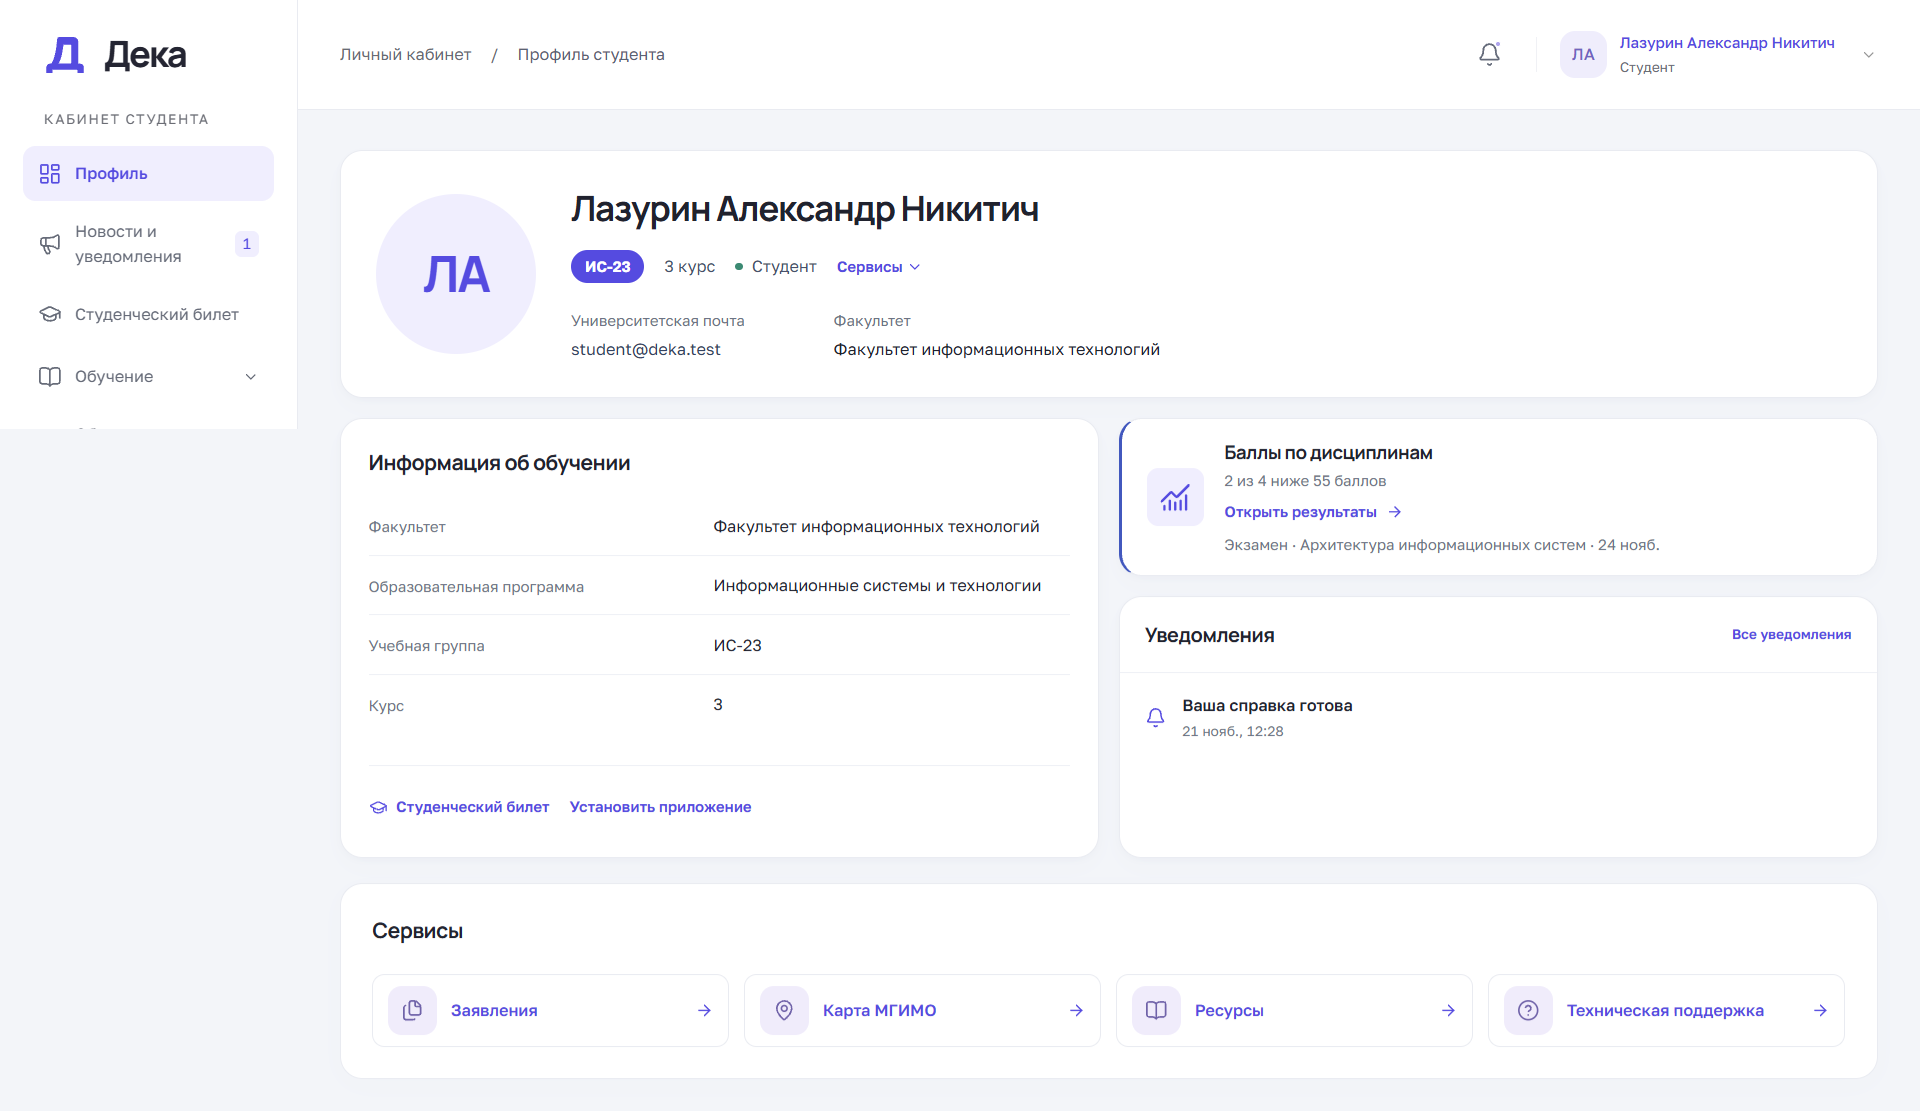 Д Дека
КАБИНЕТ СТУДЕНТА
Профиль
Новости и
уведомления
1
Студенческий билет
Обучение
Личный кабинет / Профиль студента
ЛА
Лазурин Александр Никитич
Студент
ЛА
Лазурин Александр Никитич
ИС-23 3 курс Студент Сервисы
Университетская почта
student@deka.test
Факультет
Факультет информационных технологий
Информация об обучении
Факультет Факультет информационных технологий
Образовательная программа Информационные системы и технологии
Учебная группа ИС-23
Курс 3
Студенческий билет Установить приложение
Баллы по дисциплинам
2 из 4 ниже 55 баллов
Открыть результаты
Экзамен · Архитектура информационных систем · 24 нояб.
Уведомления
Все уведомления
Ваша справка готова
21 нояб., 12:28
Сервисы
Заявления
Карта МГИМО
Ресурсы
Техническая поддержка